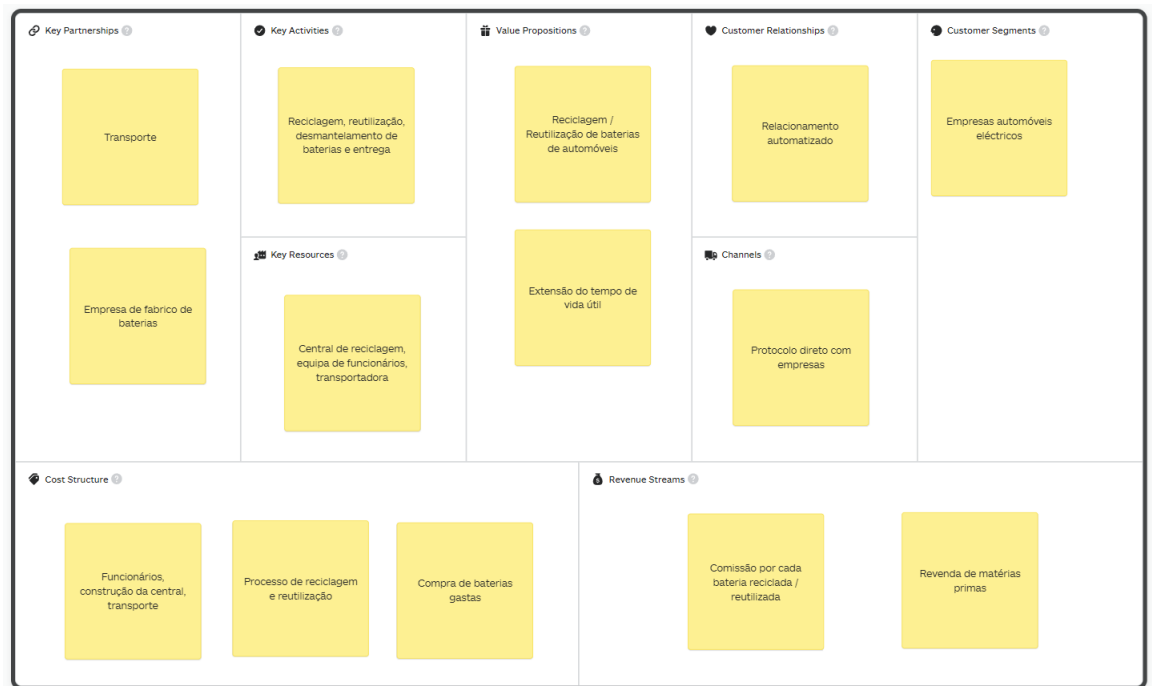 Key Partnerships
Transporte
Empresa de fabrico de
baterias
Key Activities
Reciclagem, reutilização,
desmantelamento de
baterias e entrega
Key Resources
Central de reciclagem,
equipa de funcionários,
transportadora
Value Propositions
Reciclagem /
Reutilização de baterias
de automóveis
Extensão do tempo de
vida útil
Customer Relationships
Relacionamento
automatizado
Channels
Protocolo direto com
empresas
Customer Segments
Empresas automóveis
eléctricos
Cost Structure
Funcionários,
construção da central,
transporte
Processo de reciclagem
e reutilização
Compra de baterias
gastas
Revenue Streams
Comissão por cada
bateria reciclada /
reutilizada
Revenda de matérias
primas